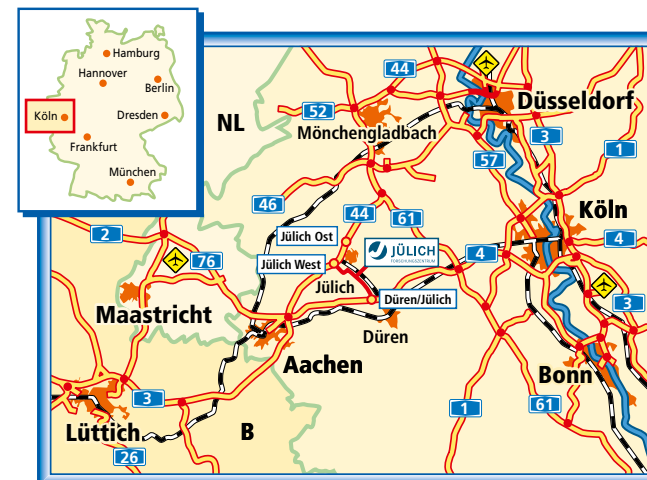 Hamburg
Hannover
Berlin
Köln
Dresden
Frankfurt
München
44
Düsseldorf
52
NL
Mönchengladbach
3
1
57
46
61
Köln
44
2
Jülich Ost
JÜLICH
FORSCHUNGSZENTRUM
4
4
76
Jülich West
Jülich
3
Düren/Jülich
Maastricht
Düren
Aachen
Bonn
3
1
61
Lüttich
B
26